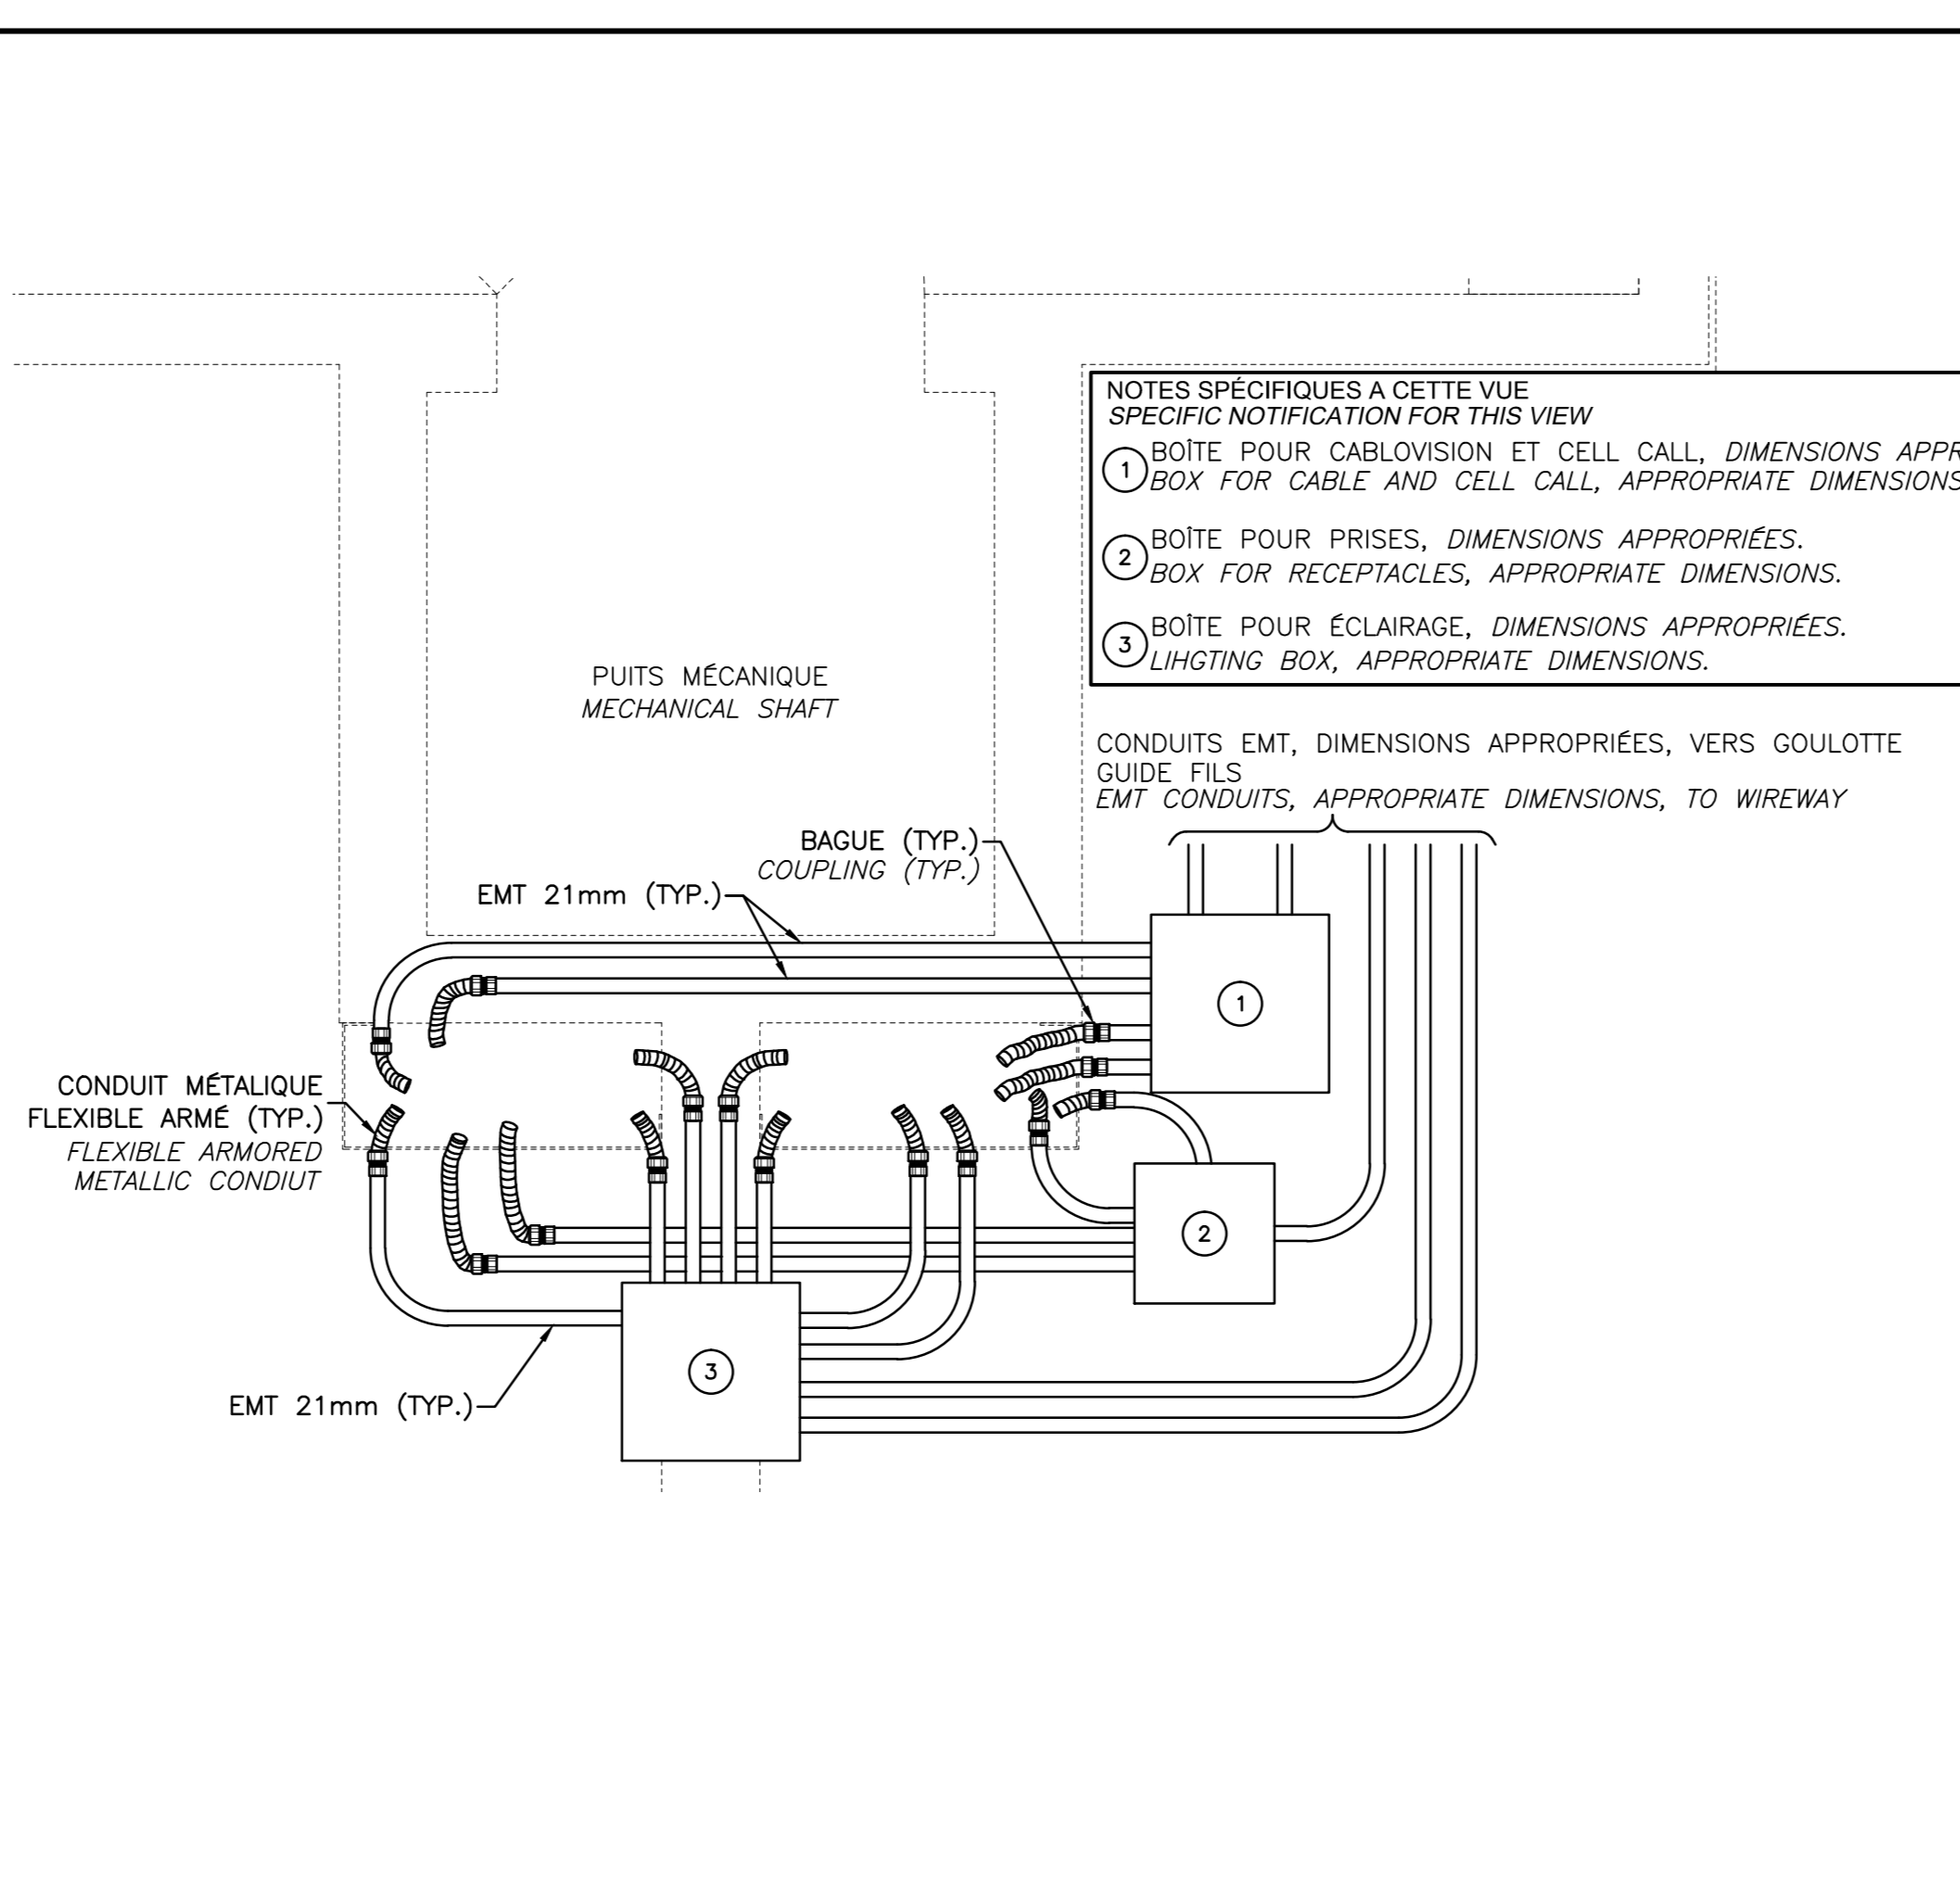 NOTES SPÉCIFIQUES A CETTE VUE
SPECIFIC NOTIFICATION FOR THIS VIEW
1 BOÎTE POUR CABLOVISION ET CELL CALL, DIMENSIONS APPR
BOX FOR CABLE AND CELL CALL, APPROPRIATE DIMENSIONS
2 BOÎTE POUR PRISES, DIMENSIONS APPROPRIÉES.
BOX FOR RECEPTACLES, APPROPRIATE DIMENSIONS.
3 BOÎTE POUR ÉCLAIRAGE, DIMENSIONS APPROPRIÉES.
LIHGTING BOX, APPROPRIATE DIMENSIONS.
PUITS MÉCANIQUE
MECHANICAL SHAFT
CONDUITS EMT, DIMENSIONS APPROPRIÉES, VERS GOULOTTE
GUIDE FILS
EMT CONDUITS, APPROPRIATE DIMENSIONS, TO WIREWAY
BAGUE (TYP.)
COUPLING (TYP.)
EMT 21mm (TYP.)
1
CONDUIT MÉTALIQUE
FLEXIBLE ARMÉ (TYP.)
FLEXIBLE ARMORED
METALLIC CONDIUT
2
3
EMT 21mm (TYP.)